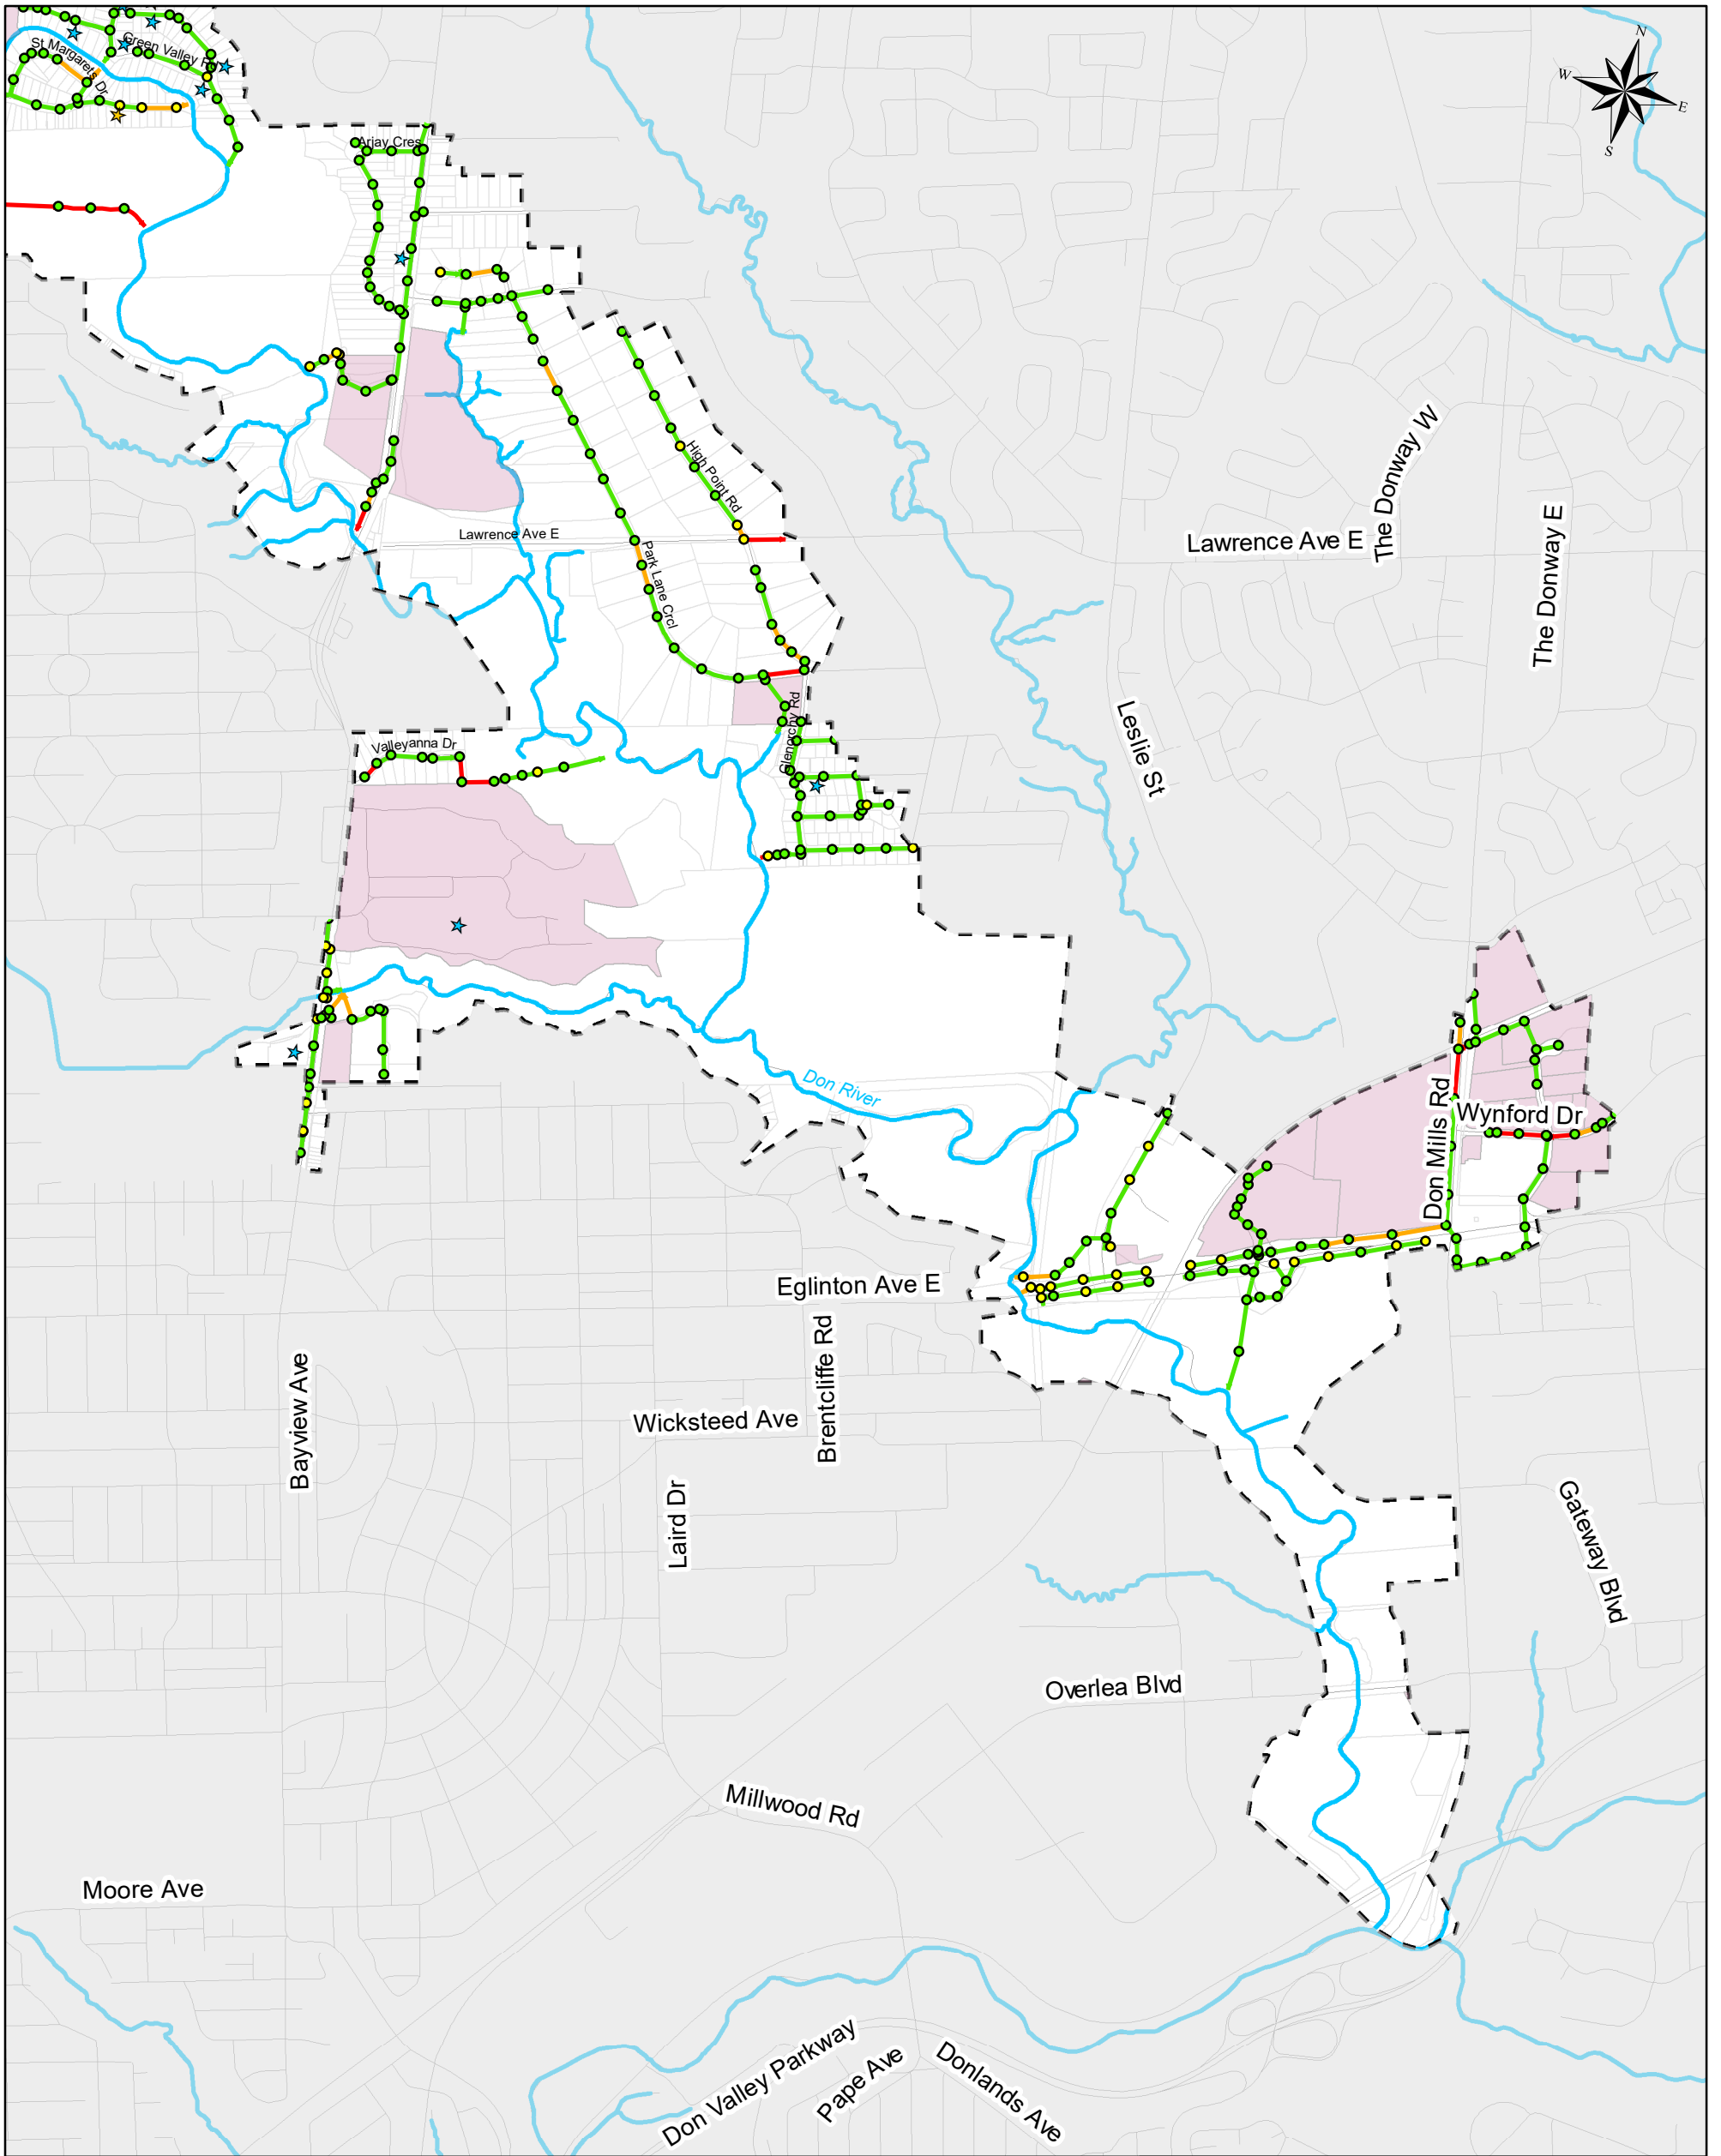 N
W
E
S
Green Valley Rd
St Margarets Dr
Arjay Cres
High Point Rd
The Donway W
Lawrence Ave E
Lawrence Ave E
The Donway E
Park Lane Crcl
Glenorchy Rd
Valleyanna Dr
Leslie St
Don River
Don Mills Rd
Wynford Dr
Eglinton Ave E
Brentcliffe Rd
Bayview Ave
Wicksteed Ave
Laird Dr
Gateway Blvd
Overlea Blvd
Millwood Rd
Moore Ave
Don Valley Parkway
Pape Ave
Donlands Ave